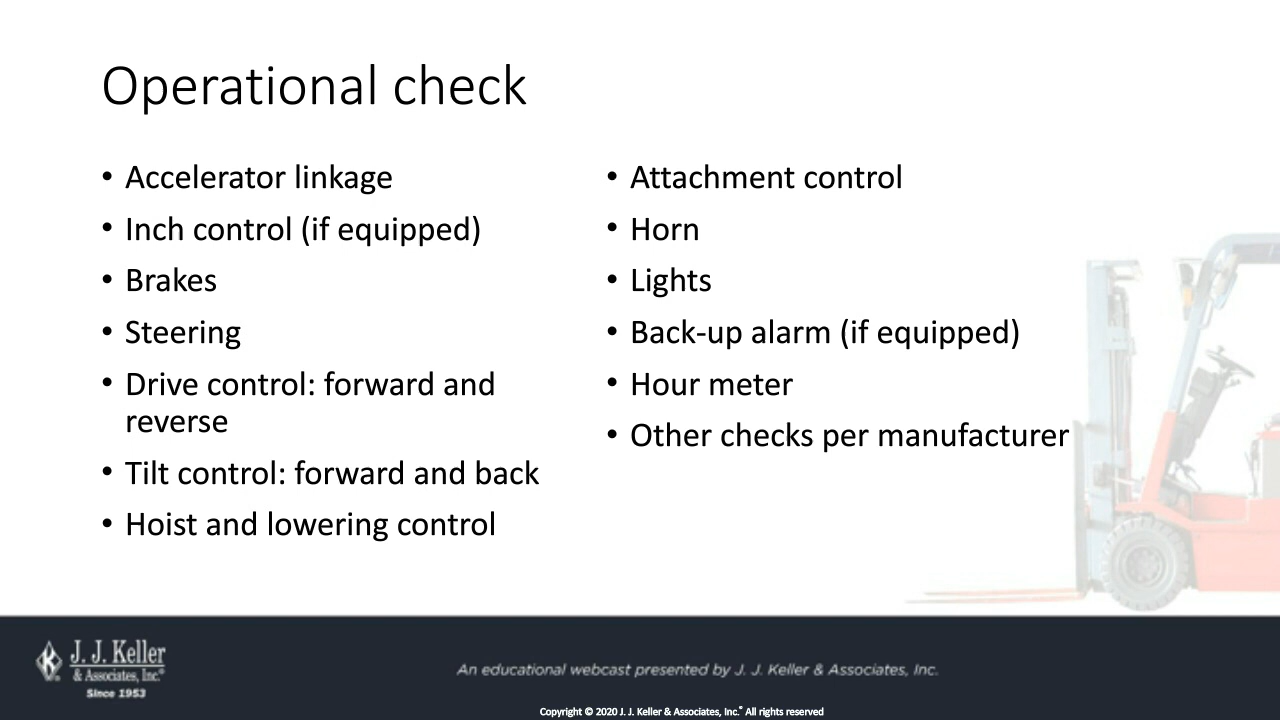 Operational check
• Accelerator linkage
• Inch control (if equipped)
• Brakes
• Steering
• Drive control: forward and
reverse
• Tilt control: forward and back
• Hoist and lowering control
• Attachment control
• Horn
• Lights
• Back-up alarm (if equipped)
• Hour meter
• Other checks per manufacturer
J. J. Keller
& Associates, Inc.®
Since 1953
An educational webcast presented by J. J. Keller & Associates, Inc.
Copyright © 2020 J. J. Keller & Associates, Inc.® All rights reserved